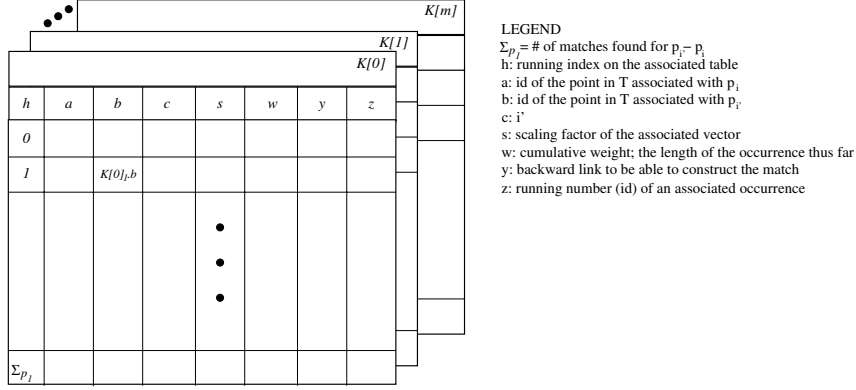 K[m]
K[1]
K[0]
h a b c s w y z
0
1 K[0]₁.b
Σp₁
LEGEND
Σp₁= # of matches found for pᵢ'– pᵢ
h: running index on the associated table
a: id of the point in T associated with pᵢ
b: id of the point in T associated with pᵢ'
c: i'
s: scaling factor of the associated vector
w: cumulative weight; the length of the occurrence thus far
y: backward link to be able to construct the match
z: running number (id) of an associated occurrence